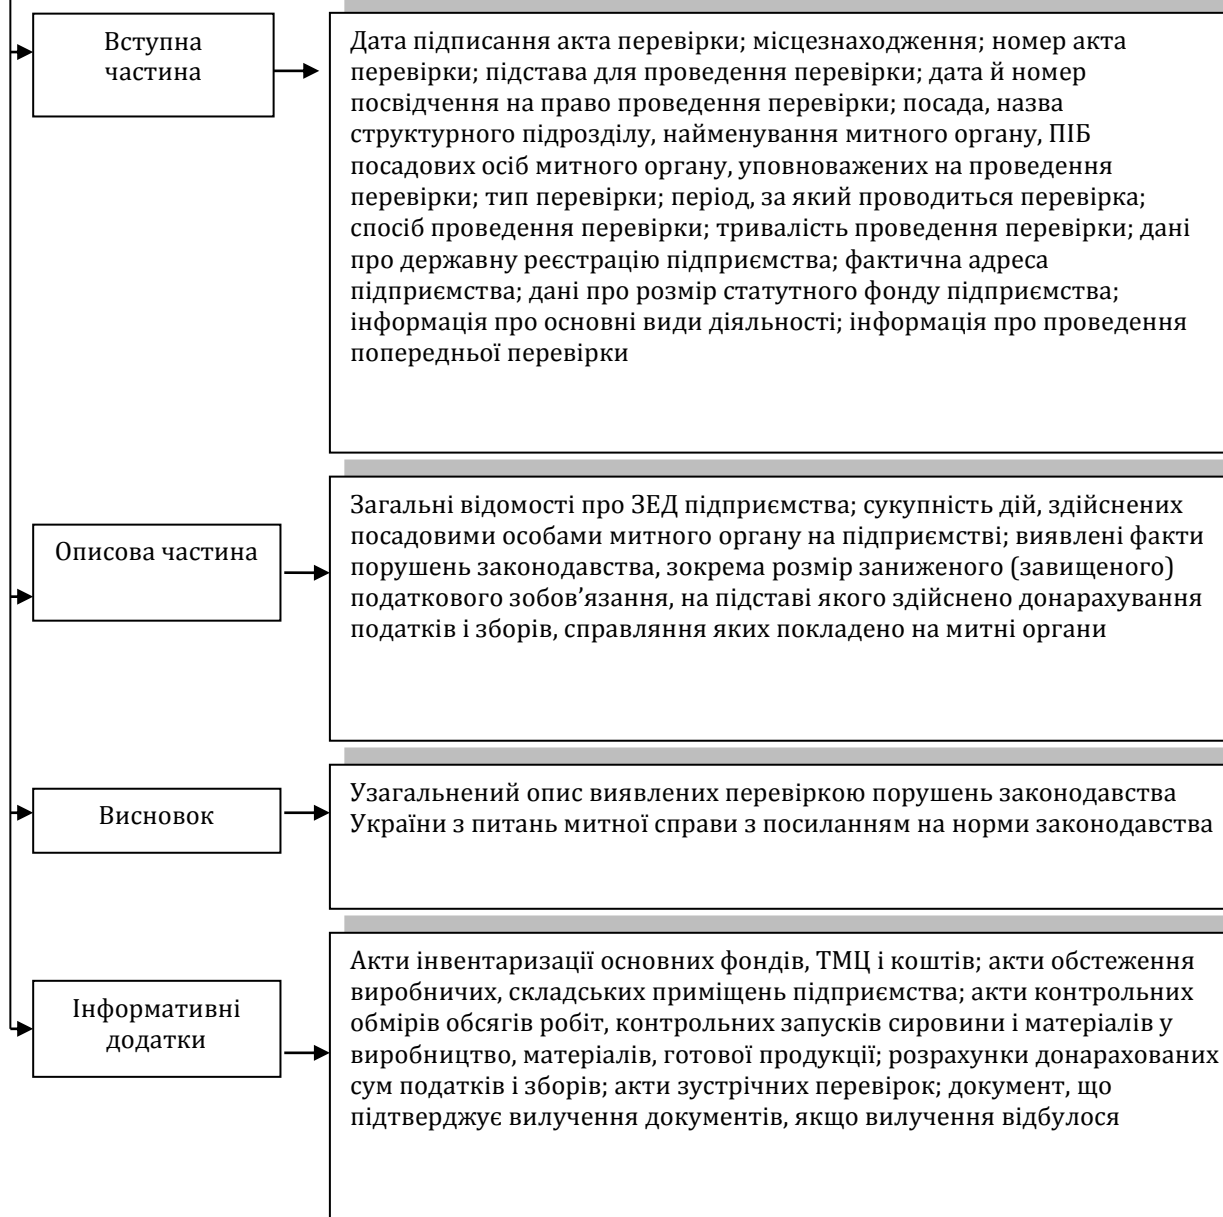 Вступна
частина
Дата підписання акта перевірки; місцезнаходження; номер акта
перевірки; підстава для проведення перевірки; дата й номер
посвідчення на право проведення перевірки; посада, назва
структурного підрозділу, найменування митного органу, ПІБ
посадових осіб митного органу, уповноважених на проведення
перевірки; тип перевірки; період, за який проводиться перевірка;
спосіб проведення перевірки; тривалість проведення перевірки; дані
про державну реєстрацію підприємства; фактична адреса
підприємства; дані про розмір статутного фонду підприємства;
інформація про основні види діяльності; інформація про проведення
попередньої перевірки
Описова частина
Загальні відомості про ЗЕД підприємства; сукупність дій, здійснених
посадовими особами митного органу на підприємстві; виявлені факти
порушень законодавства, зокрема розмір заниженого (завищеного)
податкового зобов’язання, на підставі якого здійснено донарахування
податків і зборів, справляння яких покладено на митні органи
Висновок
Узагальнений опис виявлених перевіркою порушень законодавства
України з питань митної справи з посиланням на норми законодавства
Інформативні
додатки
Акти інвентаризації основних фондів, ТМЦ і коштів; акти обстеження
виробничих, складських приміщень підприємства; акти контрольних
обмірів обсягів робіт, контрольних запусків сировини і матеріалів у
виробництво, матеріалів, готової продукції; розрахунки донарахованих
сум податків і зборів; акти зустрічних перевірок; документ, що
підтверджує вилучення документів, якщо вилучення відбулося